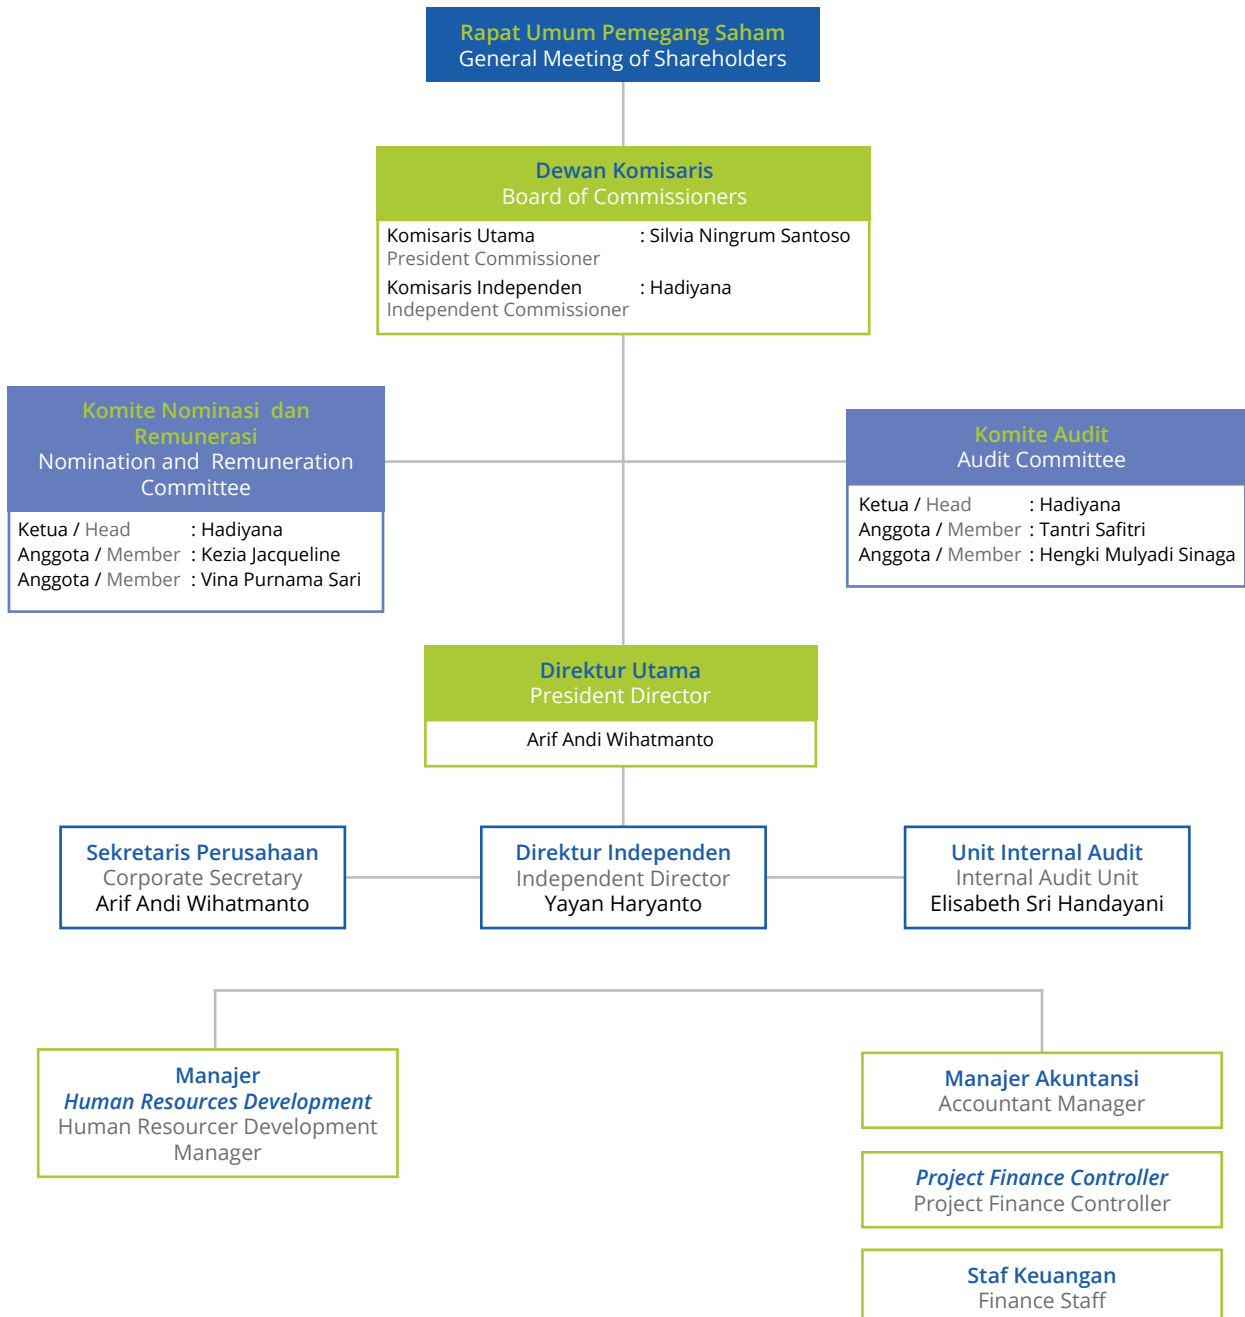 Rapat Umum Pemegang Saham
General Meeting of Shareholders
Dewan Komisaris
Board of Commissioners
Komisaris Utama : Silvia Ningrum Santoso
President Commissioner
Komisaris Independen : Hadiyana
Independent Commissioner
Komite Nominasi dan
Remunerasi
Nomination and Remuneration
Committee
Ketua / Head : Hadiyana
Anggota / Member : Kezia Jacqueline
Anggota / Member : Vina Purnama Sari
Komite Audit
Audit Committee
Ketua / Head : Hadiyana
Anggota / Member : Tantri Safitri
Anggota / Member : Hengki Mulyadi Sinaga
Direktur Utama
President Director
Arif Andi Wihatmanto
Sekretaris Perusahaan
Corporate Secretary
Arif Andi Wihatmanto
Direktur Independen
Independent Director
Yayan Haryanto
Unit Internal Audit
Internal Audit Unit
Elisabeth Sri Handayani
Manajer
Human Resources Development
Human Resourcer Development
Manager
Manajer Akuntansi
Accountant Manager
Project Finance Controller
Project Finance Controller
Staf Keuangan
Finance Staff